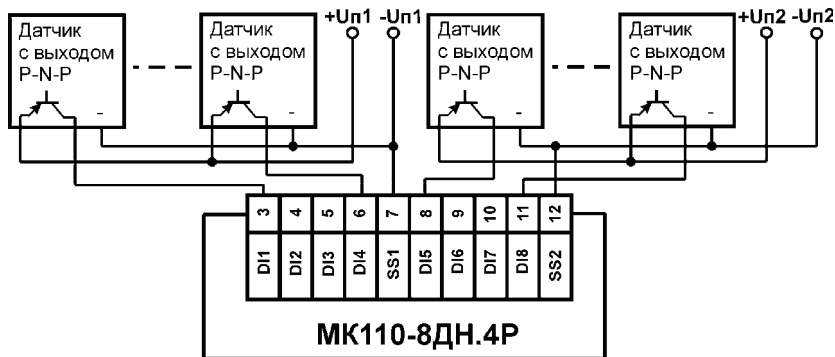 Датчик
с выходом
P-N-P
-
Датчик
с выходом
P-N-P
-
+Uп1 -Uп1
Датчик
с выходом
P-N-P
-
Датчик
с выходом
P-N-P
-
+Uп2 -Uп2
3 4 5 6 7 8 9 10 11 12
DI1 DI2 DI3 DI4 SS1 DI5 DI6 DI7 DI8 SS2
МК110-8ДН.4Р